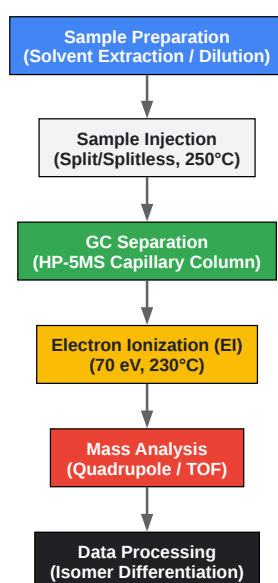 Sample Preparation
(Solvent Extraction / Dilution)
Sample Injection
(Split/Splitless, 250°C)
GC Separation
(HP-5MS Capillary Column)
Electron Ionization (EI)
(70 eV, 230°C)
Mass Analysis
(Quadrupole / TOF)
Data Processing
(Isomer Differentiation)